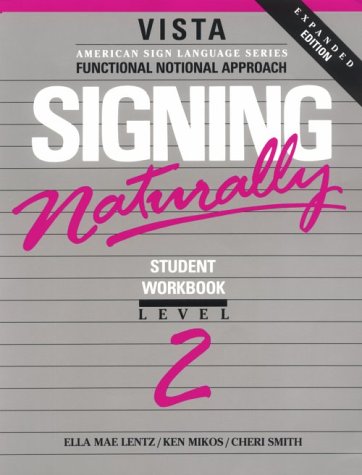 VISTA
AMERICAN SIGN LANGUAGE SERIES
FUNCTIONAL NOTIONAL APPROACH
EXPANDED
EDITION
SIGNING
Naturally
STUDENT
WORKBOOK
LEVEL
2
ELLA MAE LENTZ/KEN MIKOS/CHERI SMITH